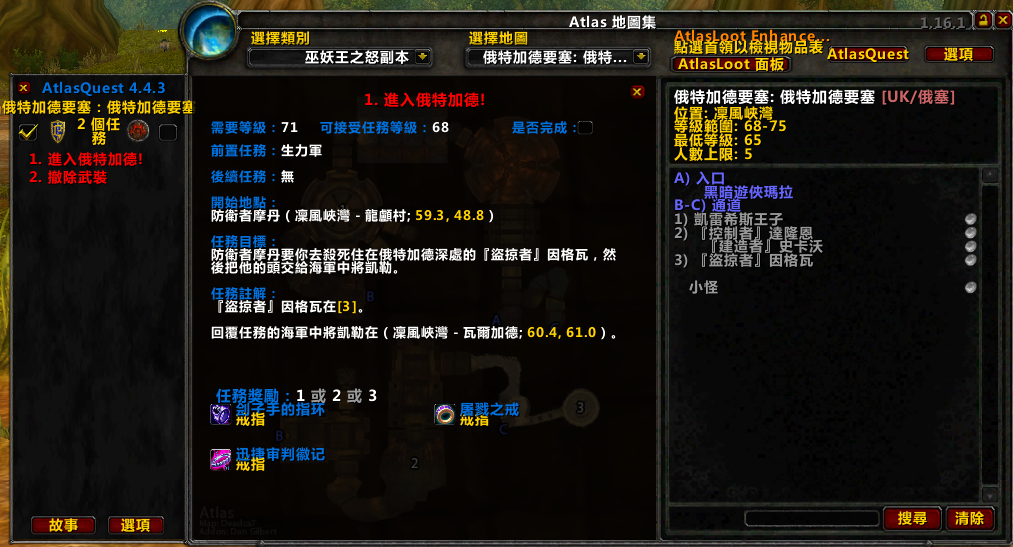 Atlas 地圖集
1,16,1
選擇類別
巫妖王之怒副本
選擇地圖
俄特加德要塞: 俄特...
AtlasLoot Enhance...
點選首領以檢視物品表
AtlasLoot 面板
AtlasQuest
選項
AtlasQuest 4.4.3
俄特加德要塞：俄特加德要塞
2 個任務
1. 進入俄特加德!
2. 撤除武裝
故事
選項
1. 進入俄特加德!
需要等級：71 可接受任務等級：68 是否完成：
前置任務：生力軍
後續任務：無
開始地點：
防衛者摩丹（凜風峽灣 - 龍顱村; 59.3, 48.8 ）
任務目標：
防衛者摩丹要你去殺死住在俄特加德深處的『盜掠者』因格瓦，然
後把他的頭交給海軍中將凱勒。
任務註解：
『盜掠者』因格瓦在[3]。
回覆任務的海軍中將凱勒在（凜風峽灣 - 瓦爾加德; 60.4, 61.0 ）。
任務獎勵：1 或 2 或 3
刽子手的指环
戒指
屠戮之戒
戒指
迅捷审判徽记
戒指
B
A
B
C
2
3
Atlas
俄特加德要塞: 俄特加德要塞 [UK/俄塞]
位置: 凜風峽灣
等級範圍: 68-75
最低等級: 65
人數上限: 5
A) 入口
黑暗遊俠瑪拉
B-C) 通道
1) 凱雷希斯王子
2) 『控制者』達隆恩
『建造者』史卡沃
3) 『盜掠者』因格瓦
小怪
搜尋
清除